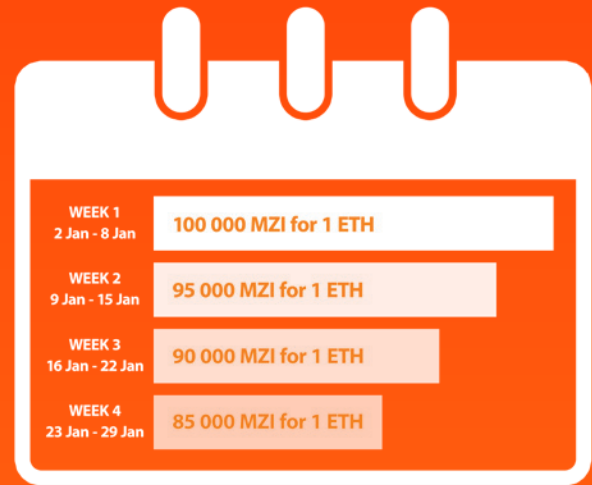 WEEK 1
2 Jan - 8 Jan
100 000 MZI for 1 ETH
WEEK 2
9 Jan - 15 Jan
95 000 MZI for 1 ETH
WEEK 3
16 Jan - 22 Jan
90 000 MZI for 1 ETH
WEEK 4
23 Jan - 29 Jan
85 000 MZI for 1 ETH